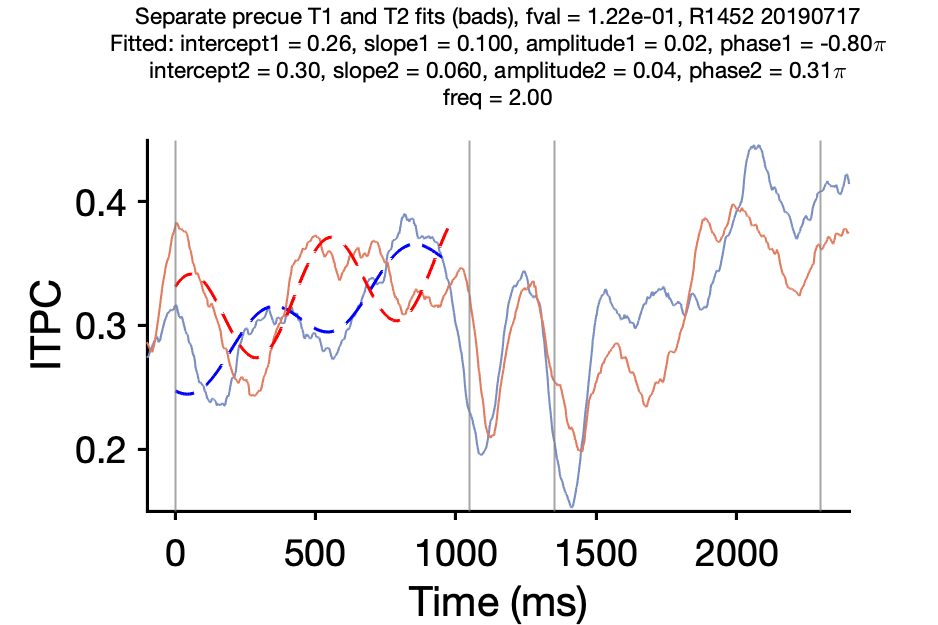 Separate precue T1 and T2 fits (bads), fval = 1.22e-01, R1452 20190717
Fitted: intercept1 = 0.26, slope1 = 0.100, amplitude1 = 0.02, phase1 = -0.80π
intercept2 = 0.30, slope2 = 0.060, amplitude2 = 0.04, phase2 = 0.31π
freq = 2.00
0.4
0.3
0.2
ITPC
0 500 1000 1500 2000
Time (ms)